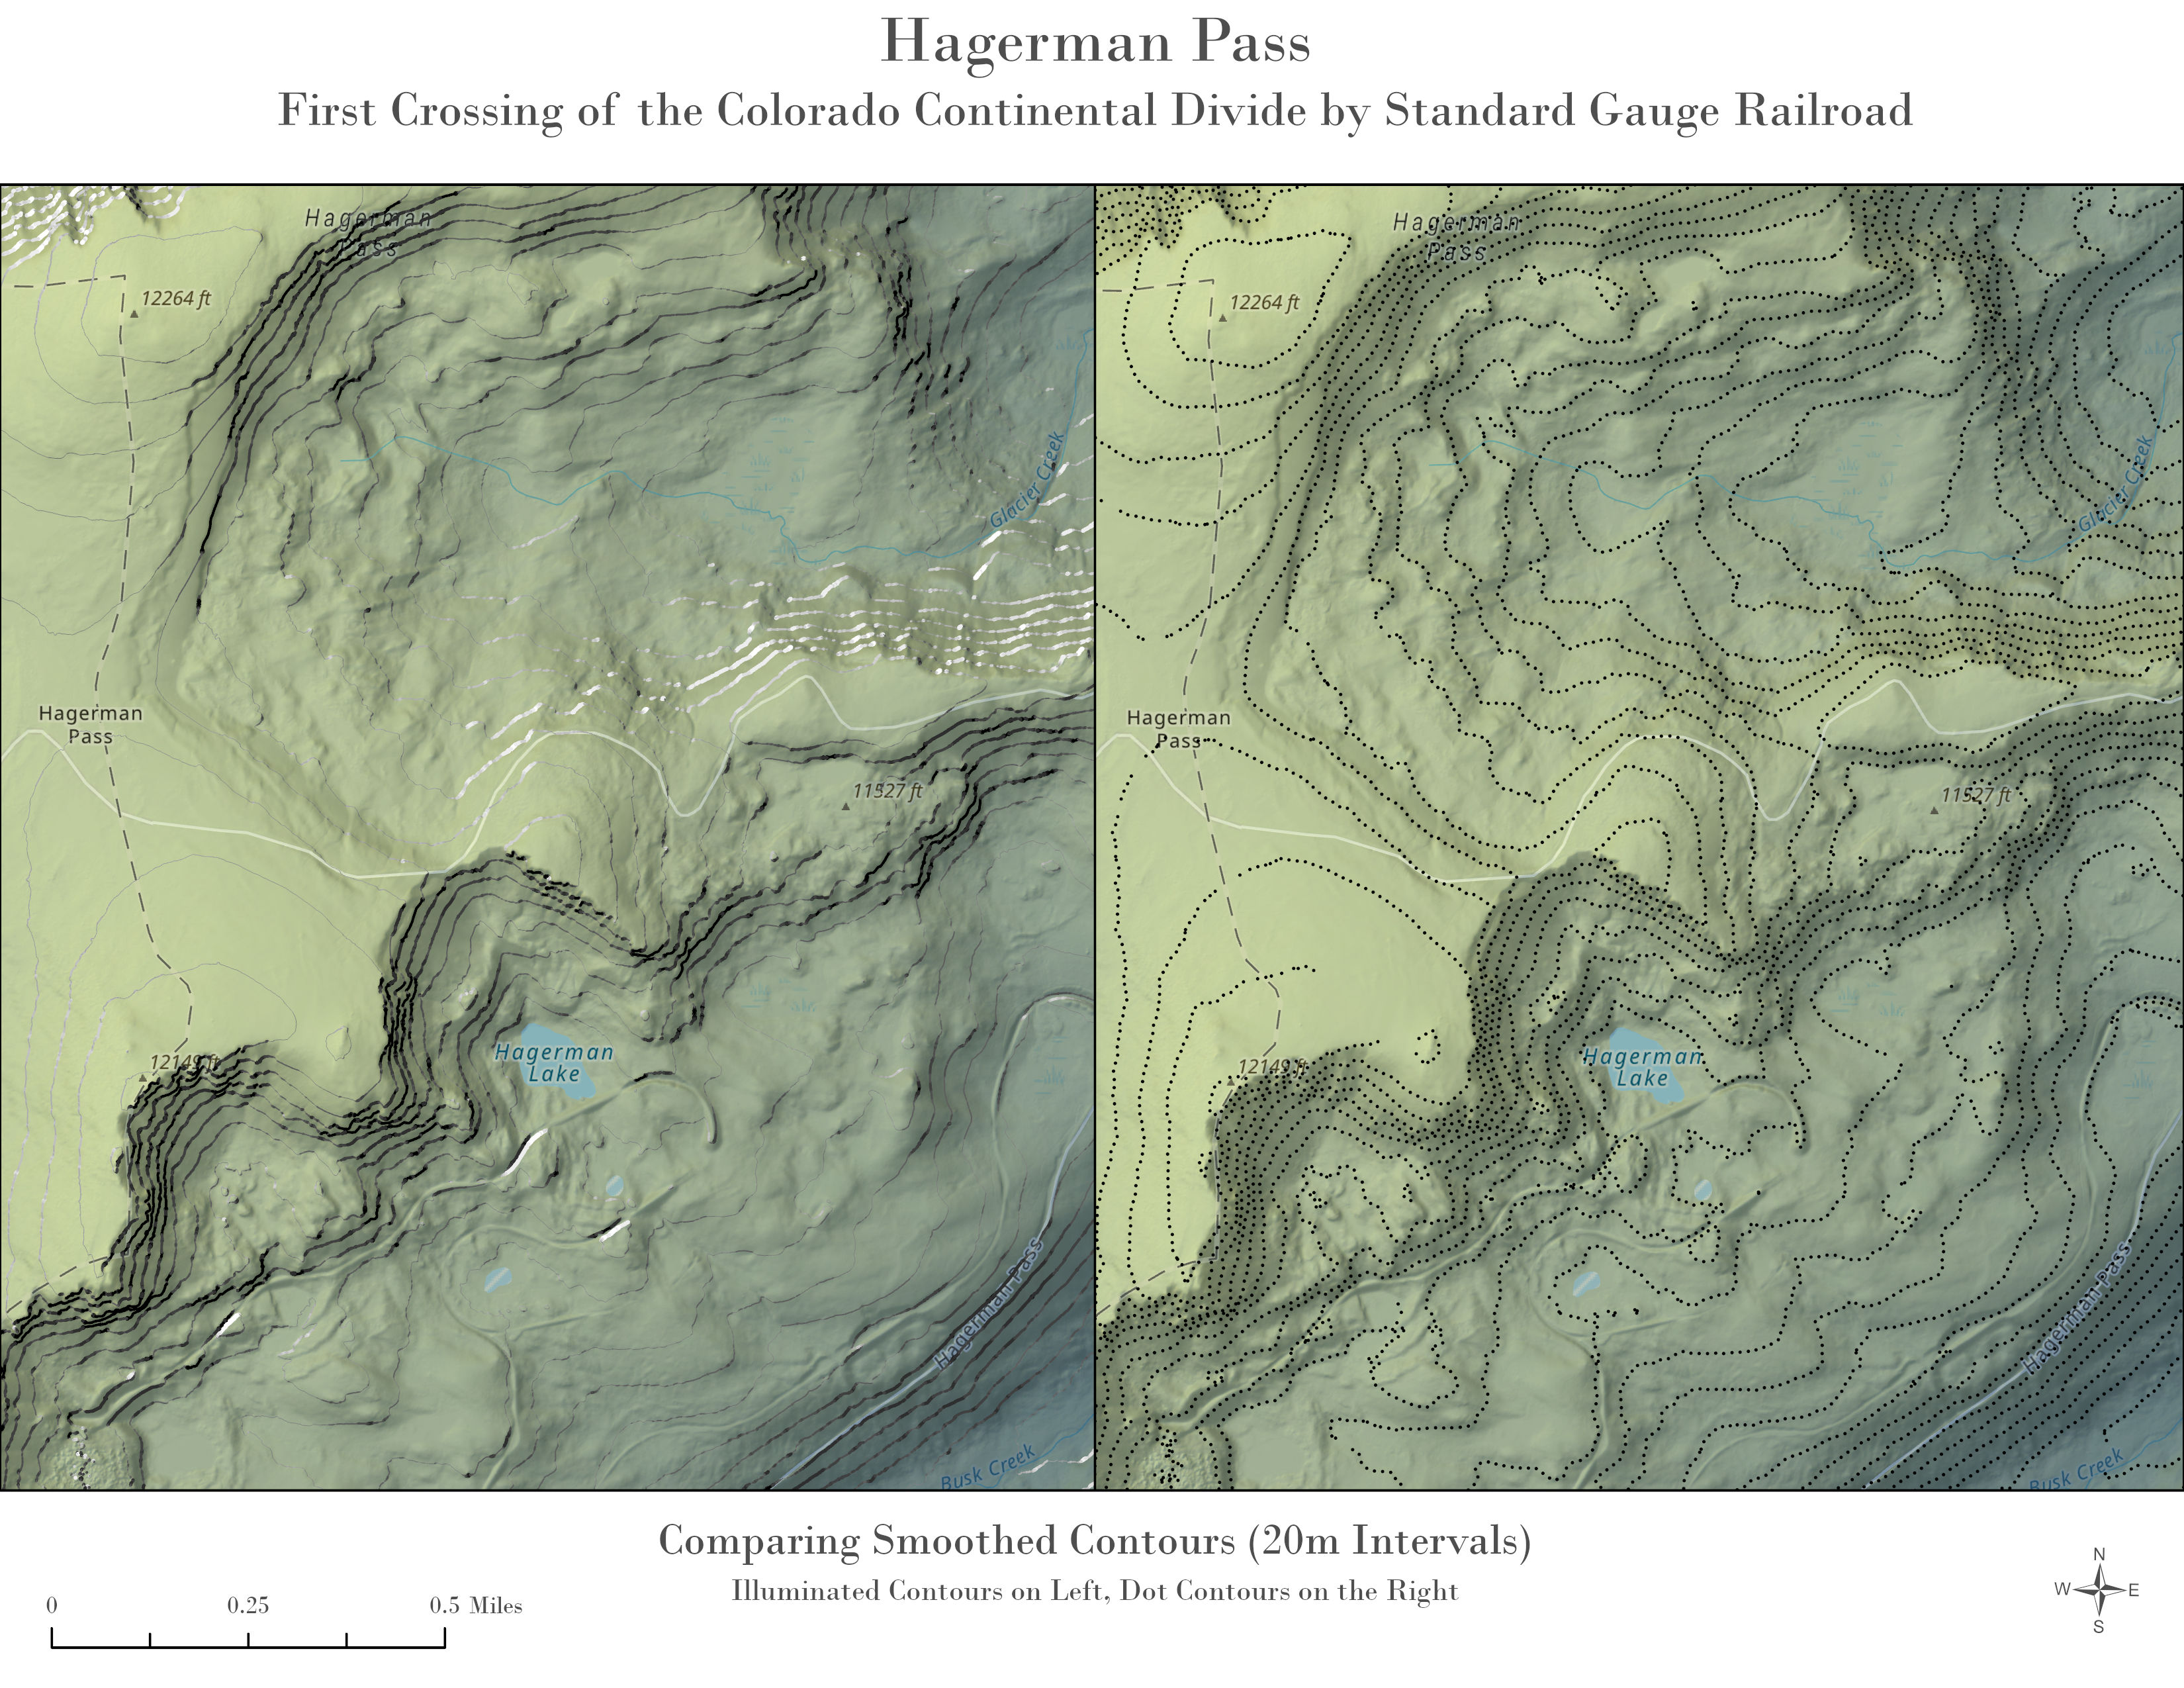 Hagerman Pass
First Crossing of the Colorado Continental Divide by Standard Gauge Railroad
Hagerman
Pass
12264 ft
Glacier Creek
Hagerman
Pass
11527 ft
12149 ft
Hagerman
Lake
Hagerman Pass
Busk Creek
Hagerman
Pass
12264 ft
Glacier Creek
Hagerman
Pass
11527 ft
12149 ft
Hagerman
Lake
Hagerman Pass
Busk Creek
Comparing Smoothed Contours (20m Intervals)
Illuminated Contours on Left, Dot Contours on the Right
0 0.25 0.5 Miles
N
W E
S